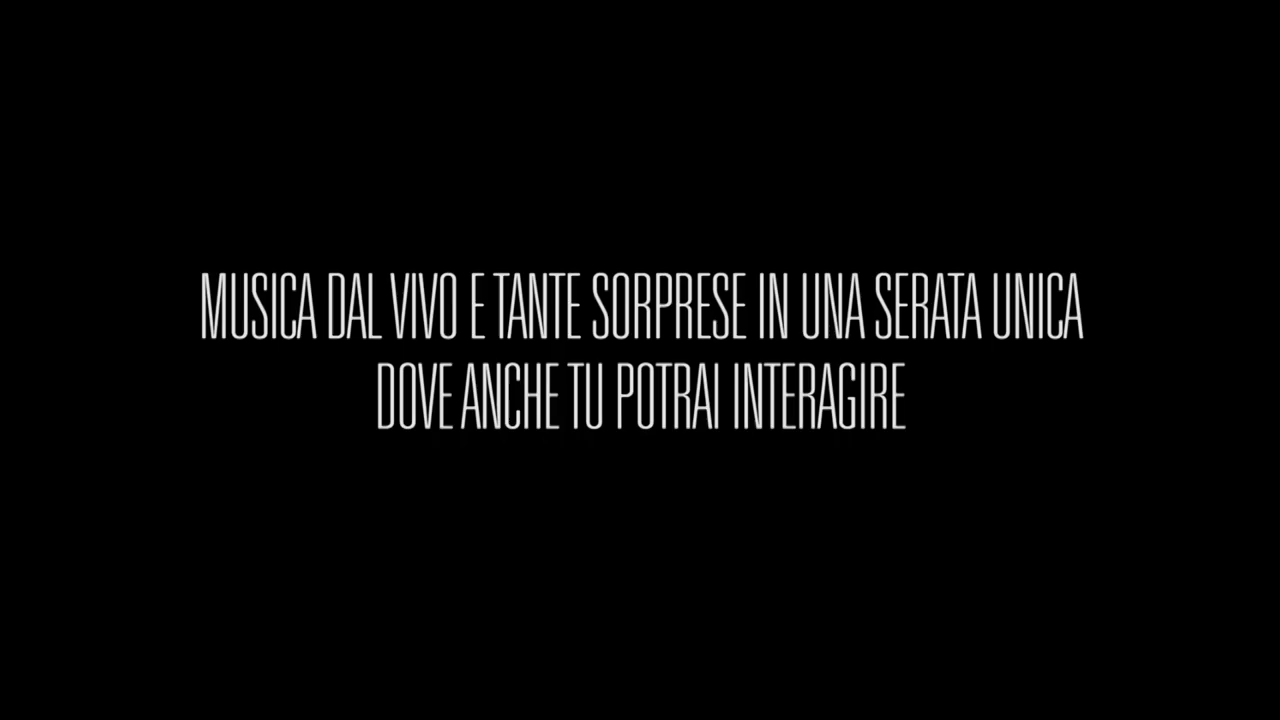 MUSICA DAL VIVO E TANTE SORPRESE IN UNA SERATA UNICA
DOVE ANCHE TU POTRAI INTERAGIRE